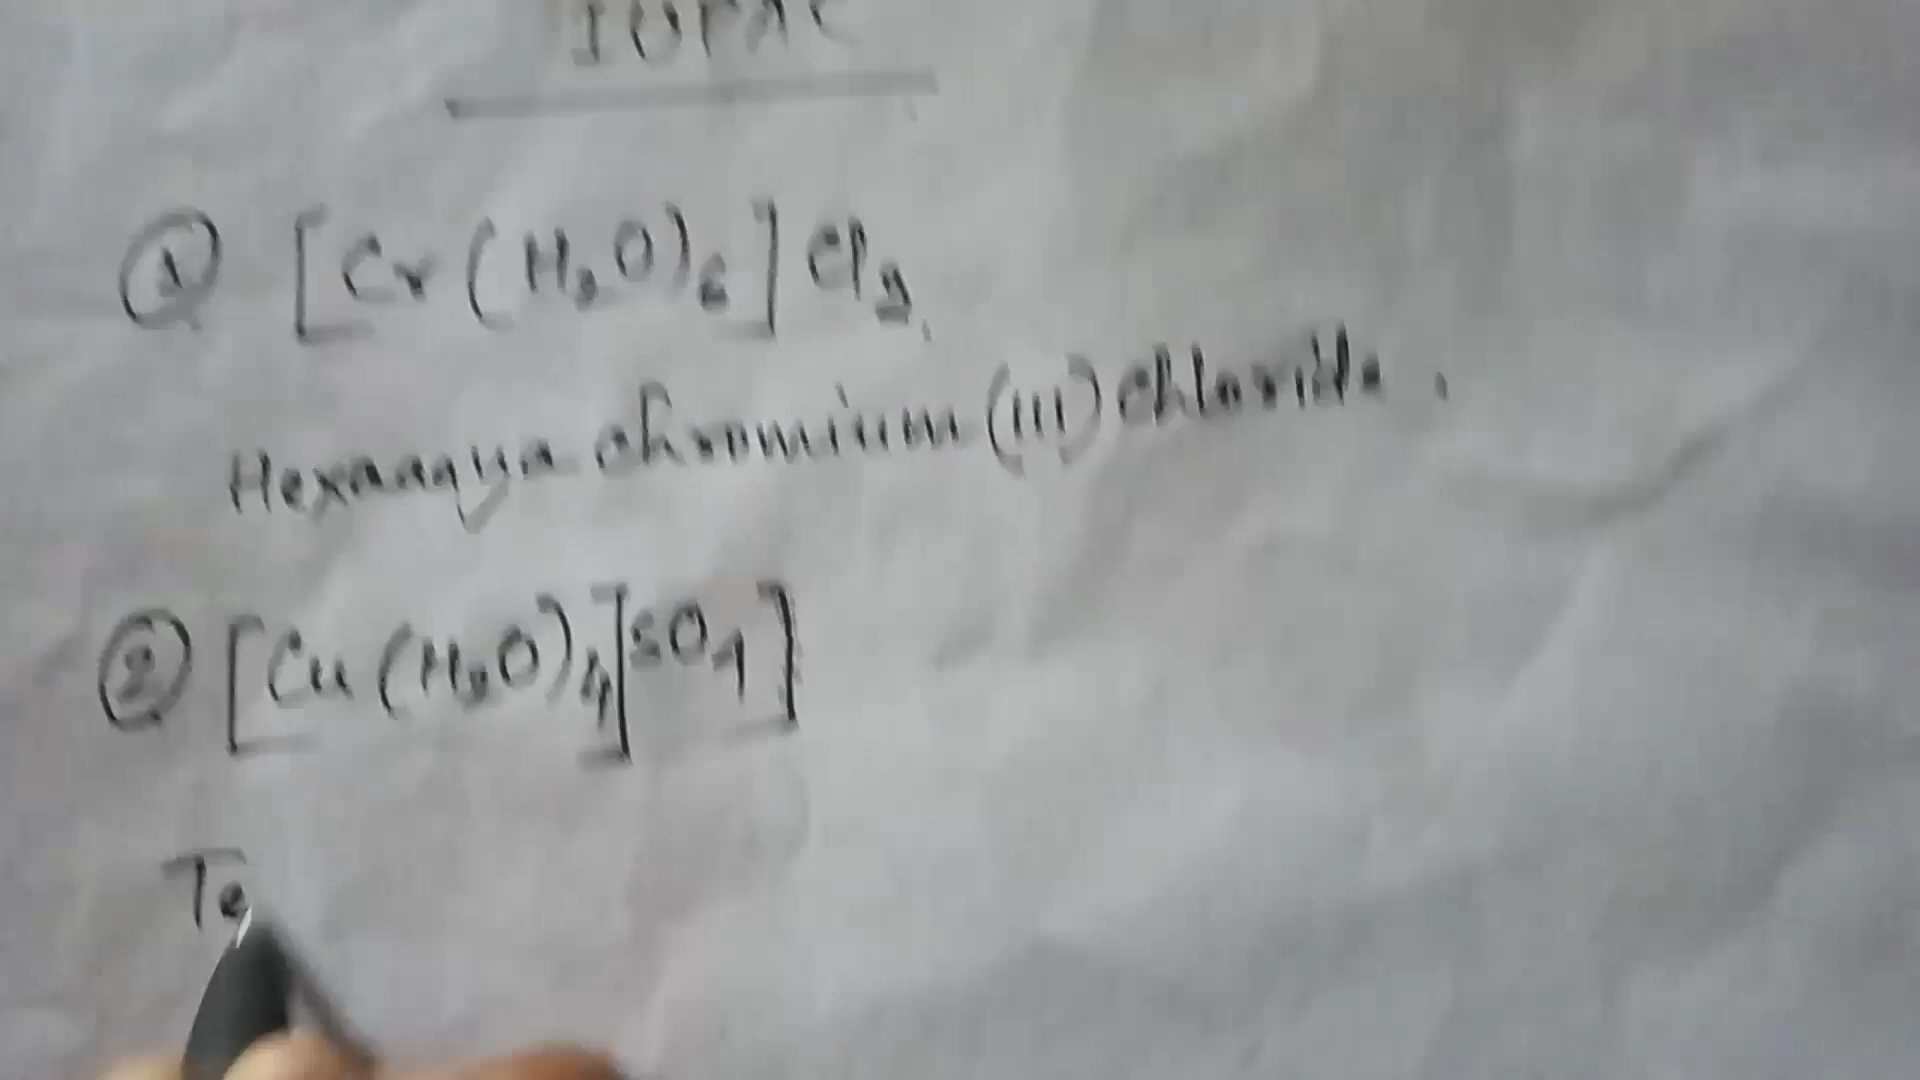 IUPAC
① [Cr(H₂O)₆]Cl₃.
Hexaaqua chromium (III) chloride.
② [Cu(H₂O)₄]SO₄]
Te